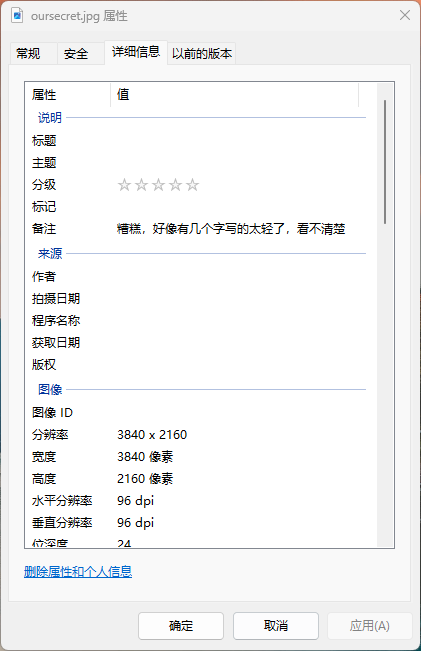 oursecret.jpg 属性
常规 安全 详细信息 以前的版本
属性 值
说明
标题
主题
分级 ☆☆☆☆☆
标记
备注 糟糕，好像有几个字写的太轻了，看不清楚
来源
作者
拍摄日期
程序名称
获取日期
版权
图像
图像 ID
分辨率 3840 x 2160
宽度 3840 像素
高度 2160 像素
水平分辨率 96 dpi
垂直分辨率 96 dpi
位深度 24
删除属性和个人信息
确定 取消 应用(A)